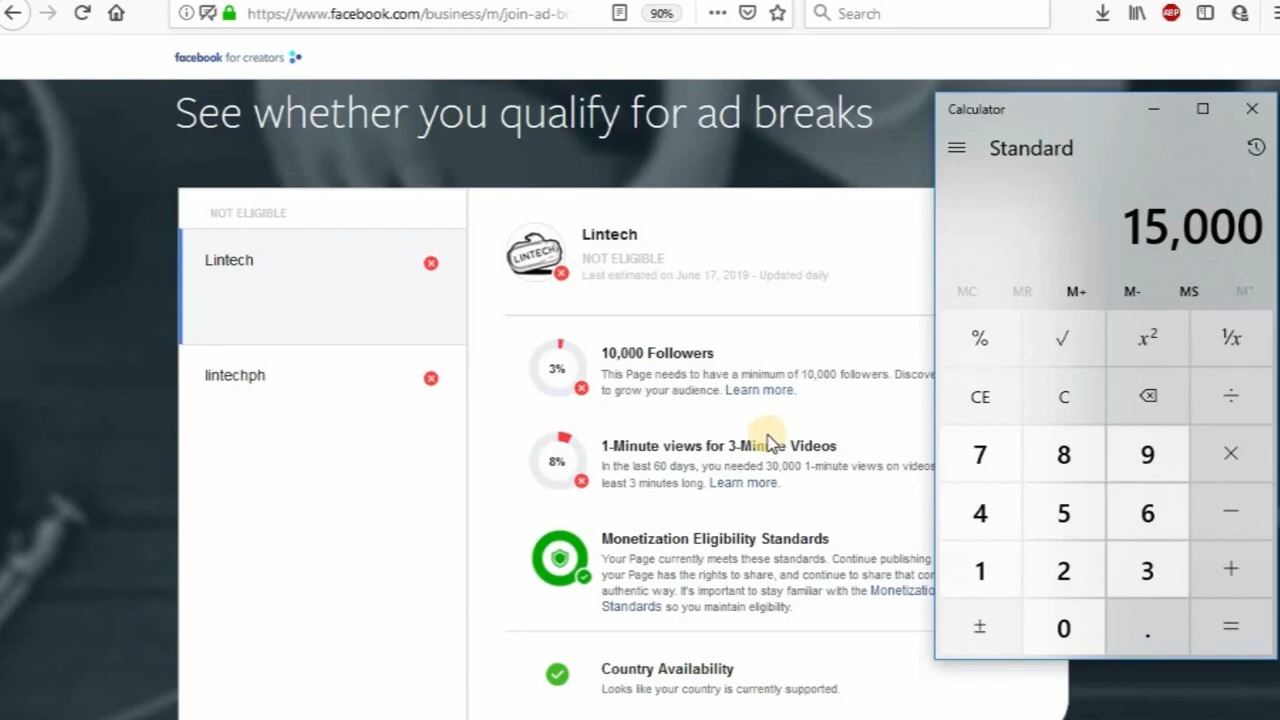 https://www.facebook.com/business/m/join-ad-br
90%
Search
ABP
facebook for creators
See whether you qualify for ad breaks
NOT ELIGIBLE
Lintech
lintechph
LINTECH
Lintech
NOT ELIGIBLE
Last estimated on June 17, 2019 - Updated daily
3%
10,000 Followers
This Page needs to have a minimum of 10,000 followers. Discove
to grow your audience. Learn more.
8%
1-Minute views for 3-Minute Videos
In the last 60 days, you needed 30,000 1-minute views on videos
least 3 minutes long. Learn more.
Monetization Eligibility Standards
Your Page currently meets these standards. Continue publishing
your Page has the rights to share, and continue to share that con
authentic way. It's important to stay familiar with the Monetizatio
Standards so you maintain eligibility.
Country Availability
Looks like your country is currently supported.
Calculator
Standard
15,000
MC MR M+ M- MS M˅
% √ x² ¹/x
CE C ÷
7 8 9 ×
4 5 6 −
1 2 3 +
± 0 . =